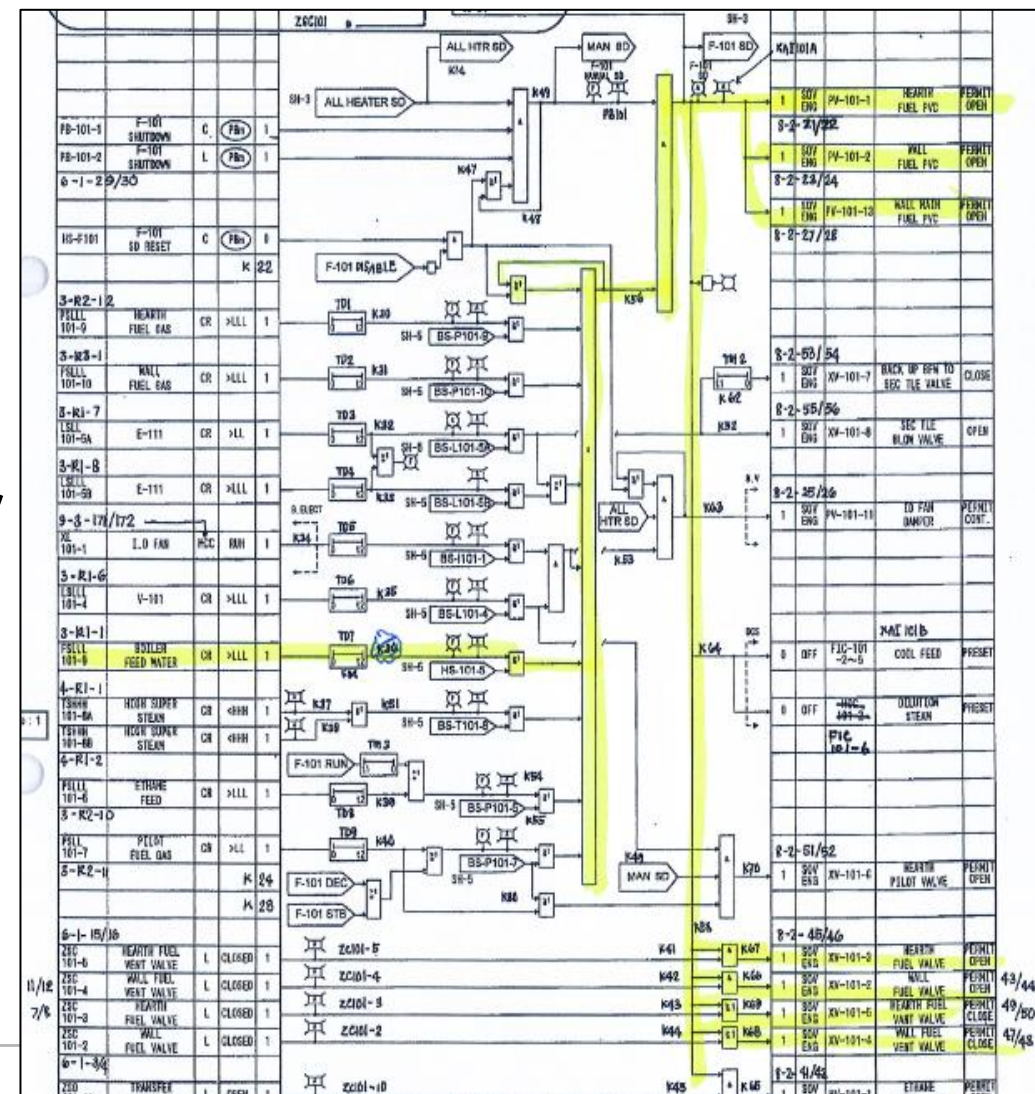 ZSC101
SH-3
ALL HTR SD
MAN SD
F-101 SD
XA1101A
K14
F-101
MANUAL SD
F-101
SD
SH-3
ALL HEATER SD
K49
PB101
1 SOV ENG PV-101-1 HEARTH FUEL PVC PERMIT OPEN
PB-101-1 F-101 SHUTDOWN C PBn 1
8-2-21/22
PB-101-2 F-101 SHUTDOWN L PBn 1
1 SOV ENG PV-101-2 WALL FUEL PVC PERMIT OPEN
6-1-29/30
K47
8-2-23/24
K48
1 SOV ENG PV-101-13 WALL MAIN FUEL PVC PERMIT OPEN
HS-F101 F-101 SD RESET C PBn 0
8-2-27/28
K 22
F-101 DISABLE
K56
3-R2-12
PSLLL 101-9 HEARTH FUEL GAS CR >LLL 1
TD1
K30
SH-5 BS-P101-9
3-R3-1
8-2-53/54
PSLLL 101-10 WALL FUEL GAS CR >LLL 1
TD2
K31
SH-5 BS-P101-10
TM 2
K62
1 SOV ENG XV-101-7 BACK UP BFW TO SEC TLE VALVE CLOSE
3-R1-7
8-2-55/56
LSLL 101-5A E-111 CR >LL 1
TD3
K32
SH-5 BS-L101-5A
K52
1 SOV ENG XV-101-8 SEC TLE BLOW VALVE OPEN
3-R1-8
LSLLL 101-5B E-111 CR >LLL 1
TD4
K33
SH-5 BS-L101-5B
ALL HTR SD
8-2-25/26
9-3-171/172
K63
1 SOV ENG PV-101-11 ID FAN DAMPER PERMIT CONT.
XL 101-1 I.D FAN MCC RUN 1
K34
TD5
SH-5 BS-I101-1
K53
3-R1-6
LSLLL 101-4 V-101 CR >LLL 1
TD6
K35
SH-5 BS-L101-4
3-R1-1
DCS
XA1101B
FSLLL BOILER FEED WATER CR >LLL 1
TD7
SH-5 HS-101-5
K64
0 OFF FIC-101 -2~5 COOL FEED PRESET
4-R1-1
TSHHH 101-8A HIGH SUPER STEAM CR <HHH 1
K37
K51
SH-5 BS-T101-8
0 OFF DILUTION STEAM PRESET
TSHHH 101-8B HIGH SUPER STEAM CR <HHH 1
FIC 101-6
4-R1-2
F-101 RUN
TM 3
PSLLL ETHANE FEED CR >LLL 1
TD8
SH-5 BS-P101-5
K54
K55
3-R2-10
PSLL 101-7 PILOT FUEL GAS CR >LL 1
TD9
K40
BS-P101-7
SH-5
8-2-51/52
3-R2-11
MAN SD
K70
1 SOV ENG XV-101-6 HEARTH PILOT VALVE PERMIT OPEN
K 24
F-101 DEC
K 28
F-101 STB
6-1-15/16
8-2-45/46
ZSC HEARTH FUEL VENT VALVE L CLOSED 1
ZC101-5
K41
K67
1 SOV ENG XV-101-3 HEARTH FUEL VALVE PERMIT OPEN
11/12
ZSC 101-4 WALL FUEL VENT VALVE L CLOSED 1
ZC101-4
K42
K66
1 SOV ENG XV-101-2 WALL FUEL VALVE PERMIT OPEN
43/44
7/8
ZSC 101-3 HEARTH FUEL VALVE L CLOSED 1
ZC101-3
K43
K69
1 SOV ENG XV-101-5 HEARTH FUEL VANT VALVE PERMIT CLOSE
49/50
ZSC 101-2 WALL FUEL VALVE L CLOSED 1
ZC101-2
K44
K68
1 SOV ENG XV-101-4 WALL FUEL VENT VALVE PERMIT CLOSE
47/48
6-1-3/4
8-2-41/42
TRANSFER
ZC101-10
K45
K65
1 SOV ETHANE PERMIT